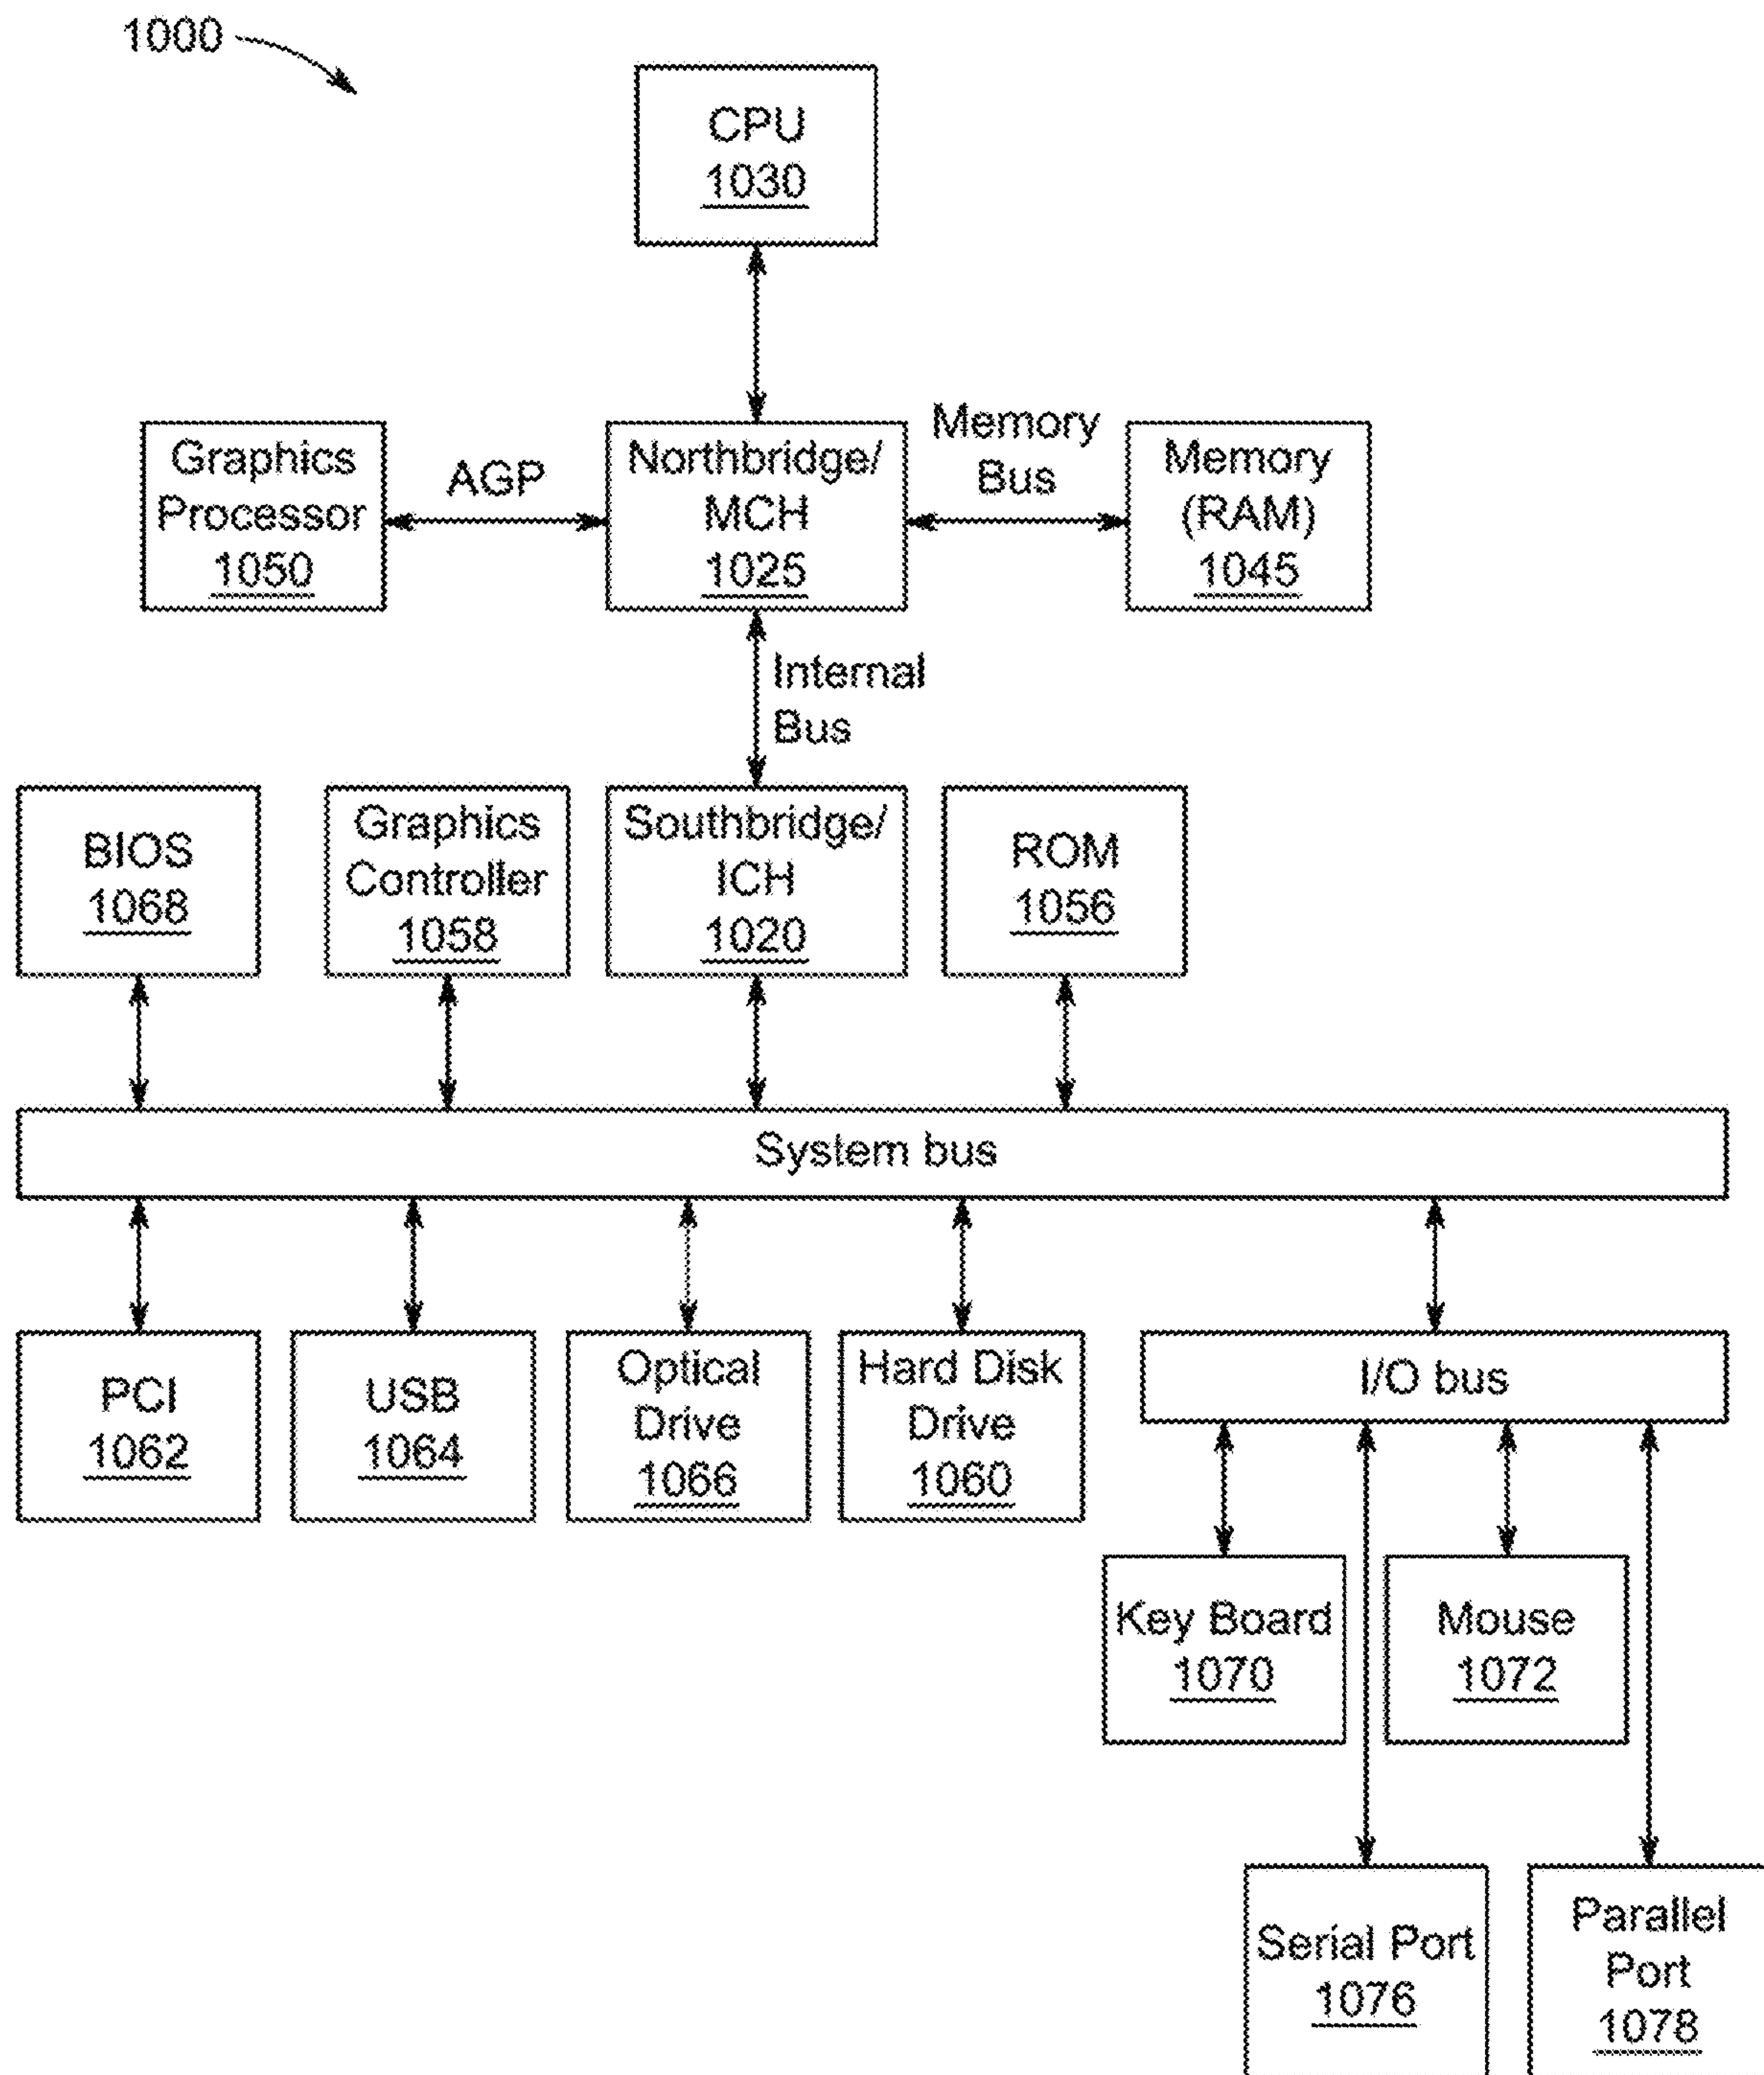 1000
CPU
1030
Graphics
Processor
1050
AGP
Northbridge/
MCH
1025
Memory
Bus
Memory
(RAM)
1045
Internal
Bus
BIOS
1068
Graphics
Controller
1058
Southbridge/
ICH
1020
ROM
1056
System bus
PCI
1062
USB
1064
Optical
Drive
1066
Hard Disk
Drive
1060
I/O bus
Key Board
1070
Mouse
1072
Serial Port
1076
Parallel
Port
1078